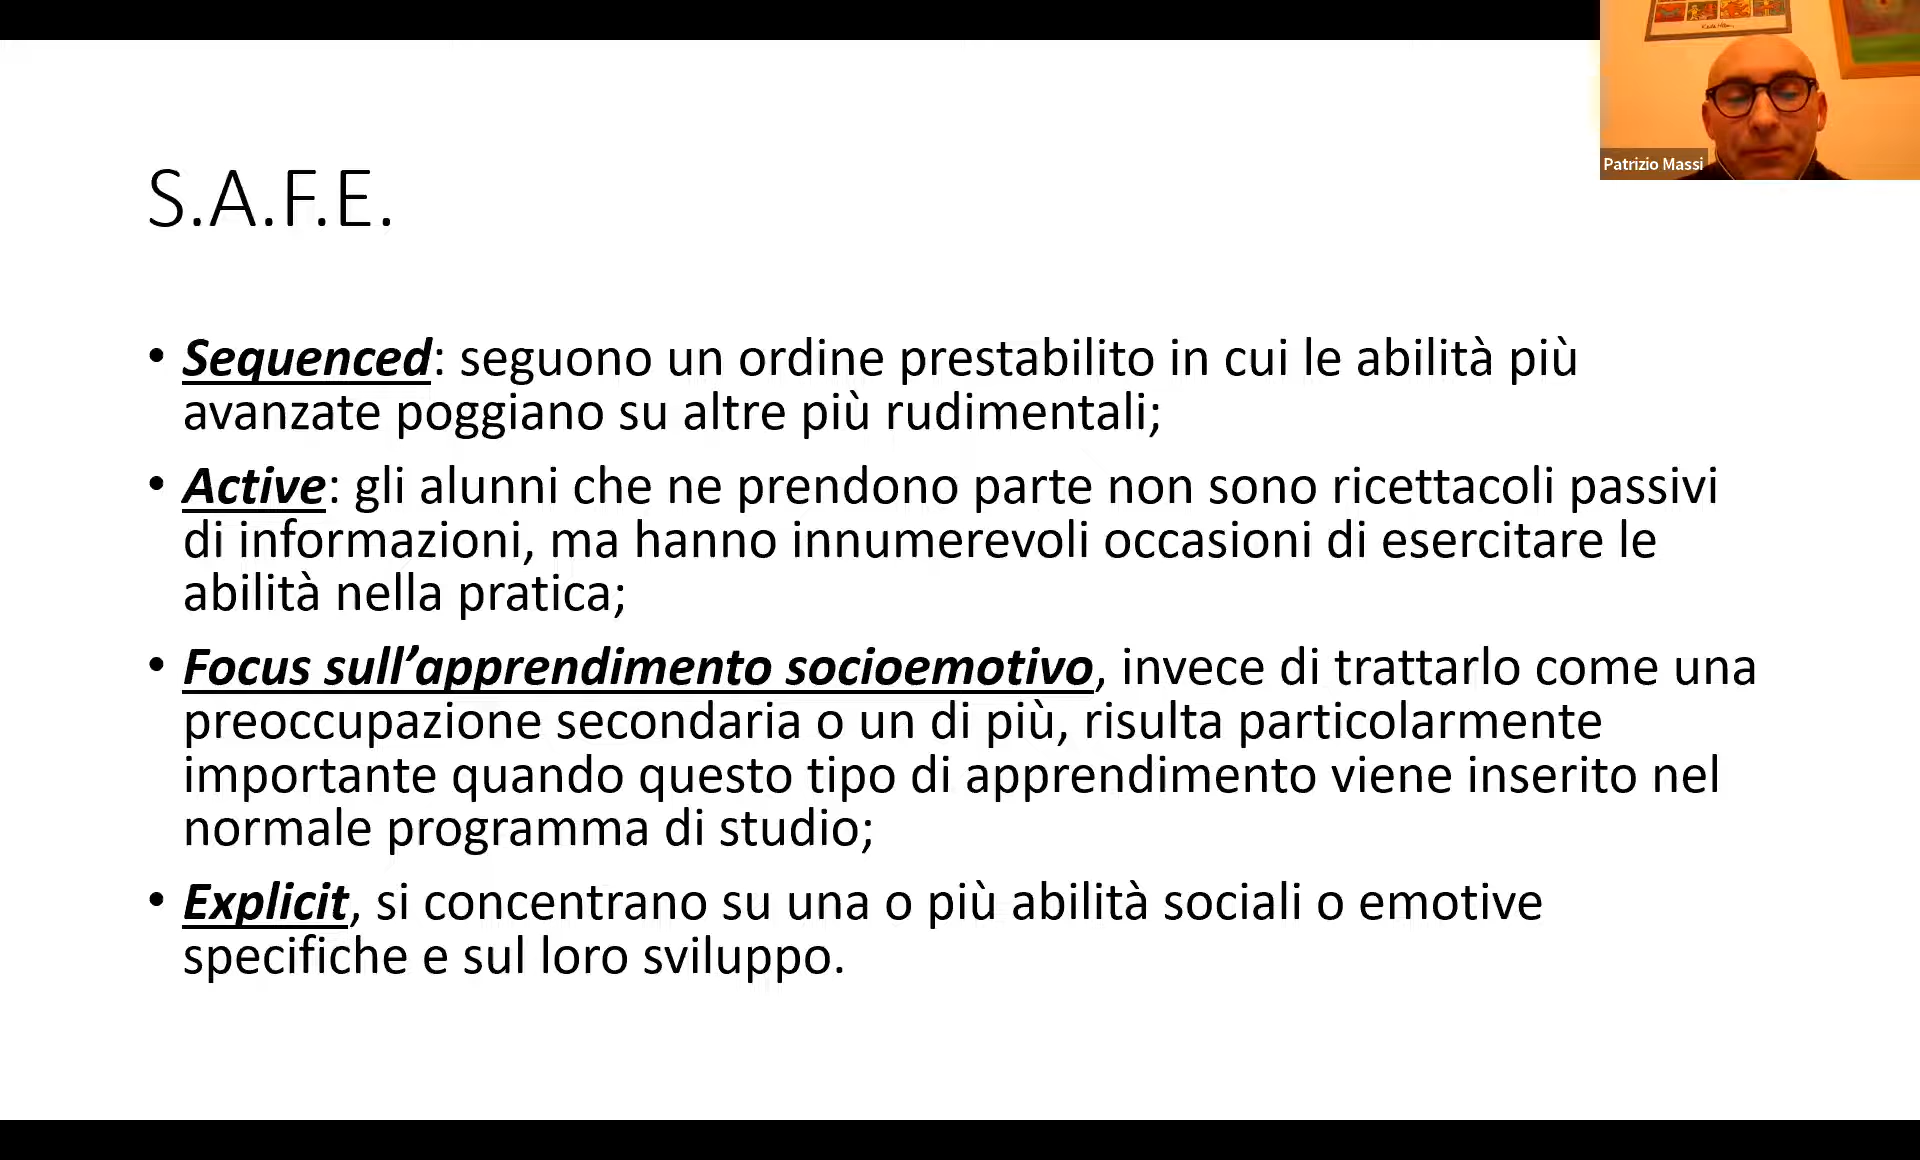 S.A.F.E.
• Sequenced: seguono un ordine prestabilito in cui le abilità più
avanzate poggiano su altre più rudimentali;
• Active: gli alunni che ne prendono parte non sono ricettacoli passivi
di informazioni, ma hanno innumerevoli occasioni di esercitare le
abilità nella pratica;
• Focus sull’apprendimento socioemotivo, invece di trattarlo come una
preoccupazione secondaria o un di più, risulta particolarmente
importante quando questo tipo di apprendimento viene inserito nel
normale programma di studio;
• Explicit, si concentrano su una o più abilità sociali o emotive
specifiche e sul loro sviluppo.
Patrizio Massi